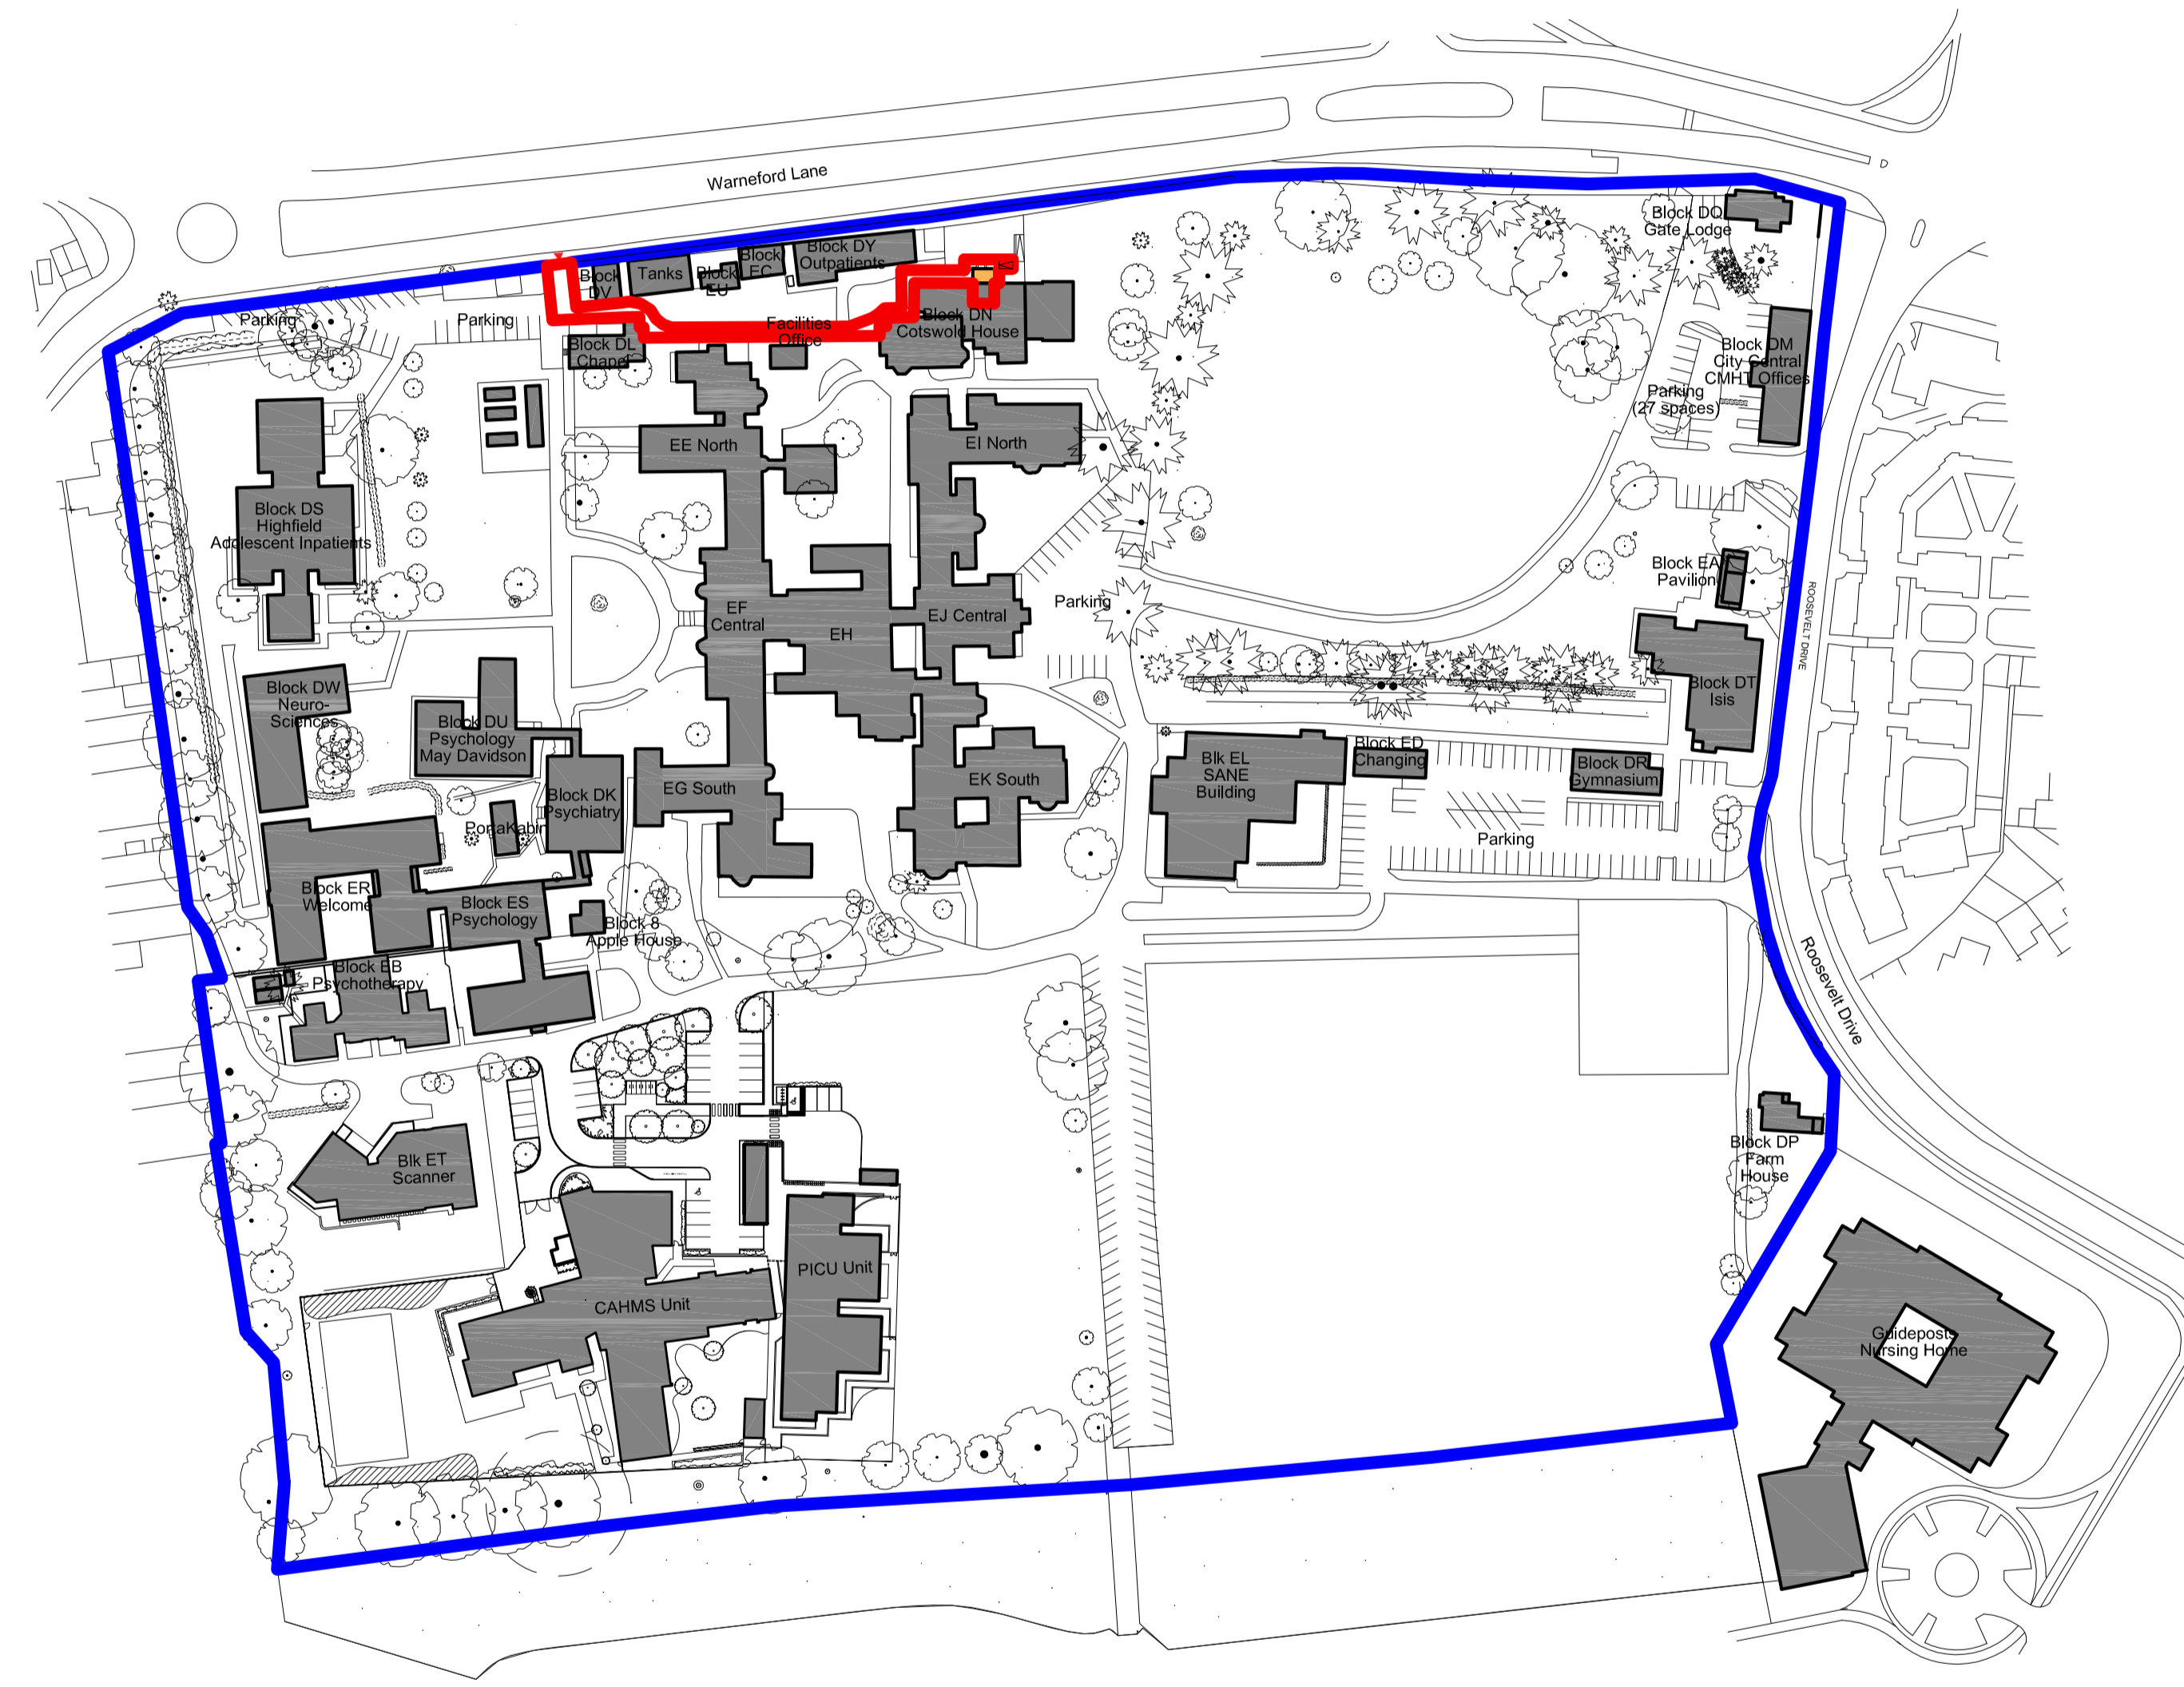 Warneford Lane
Block DQ
Gate Lodge
Block
DV
Tanks
Block
EU
Block
EC
Block DY
Outpatients
Parking
Parking
Facilities
Office
Block DN
Cotswold House
Block DL
Chapel
Block DM
City Central
CMHT Offices
Parking
(27 spaces)
EE North
EI North
Block DS
Highfield
Adolescent Inpatients
Block EA
Pavilion
ROOSEVELT DRIVE
EF
Central
EH
EJ Central
Parking
Block DW
Neuro-
Sciences
Block DU
Psychology
May Davidson
Block DT
Isis
EG South
EK South
Blk EL
SANE
Building
Block ED
Changing
Block DR
Gymnasium
Block DK
Psychiatry
PortaKabin
Parking
Block ER
Welcome
Block ES
Psychology
Block 8
Apple House
Block EB
Psychotherapy
Roosevelt Drive
Blk ET
Scanner
Block DP
Farm
House
PICU Unit
CAHMS Unit
Guideposts
Nursing Home